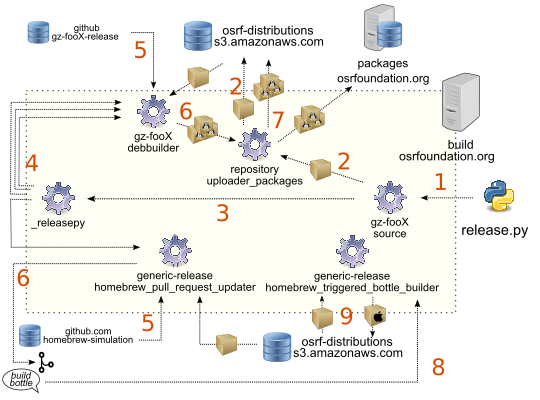 github
gz-fooX-release
5
osrf-distributions
s3.amazonaws.com
packages
osrfoundation.org
2
6
7
gz-fooX
debbuilder
build
osrfoundation.org
repository
uploader_packages
2
1
4
_releasepy
3
gz-fooX
source
release.py
6
generic-release
homebrew_pull_request_updater
generic-release
homebrew_triggered_bottle_builder
github.com
homebrew-simulation
5
9
osrf-distributions
s3.amazonaws.com
8
build
bottle